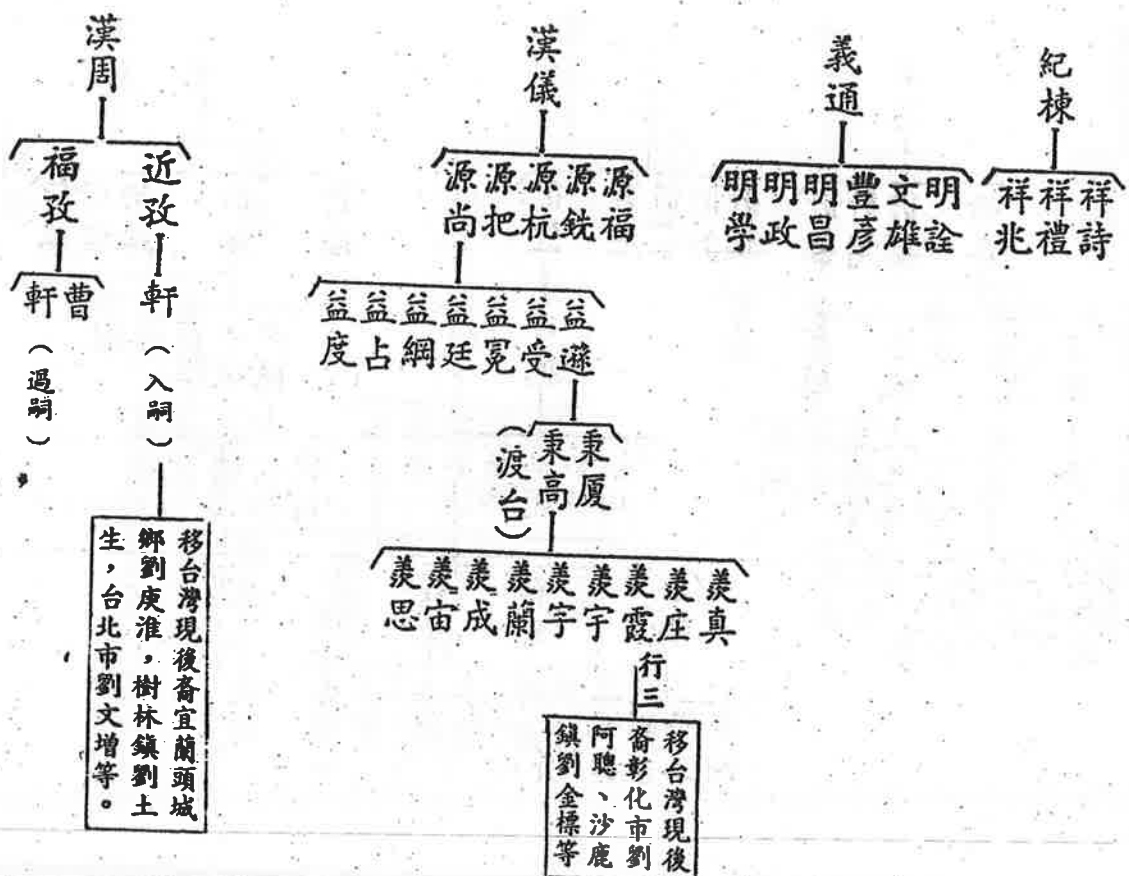 紀棟
祥詩
祥禮
祥兆
義通
明詮
文雄
豐彥
明昌
明政
明學
漢儀
源福
源銑
源杭
源把
源尚
益遜
益受
益冕
益廷
益綱
益占
益度
秉厦
秉高
（渡台）
羨真
羨庄
羨霞
羨宇
羨字
羨蘭
羨成
羨宙
羨思
行三
移台灣現後
裔彰化市劉
阿聰、沙鹿
鎮劉金標等
漢周
近孜
福孜
軒（入嗣）
曹
軒（過嗣）
移台灣現後裔宜蘭頭城
鄉劉庚淮，樹林鎮劉土
生，台北市劉文增等。